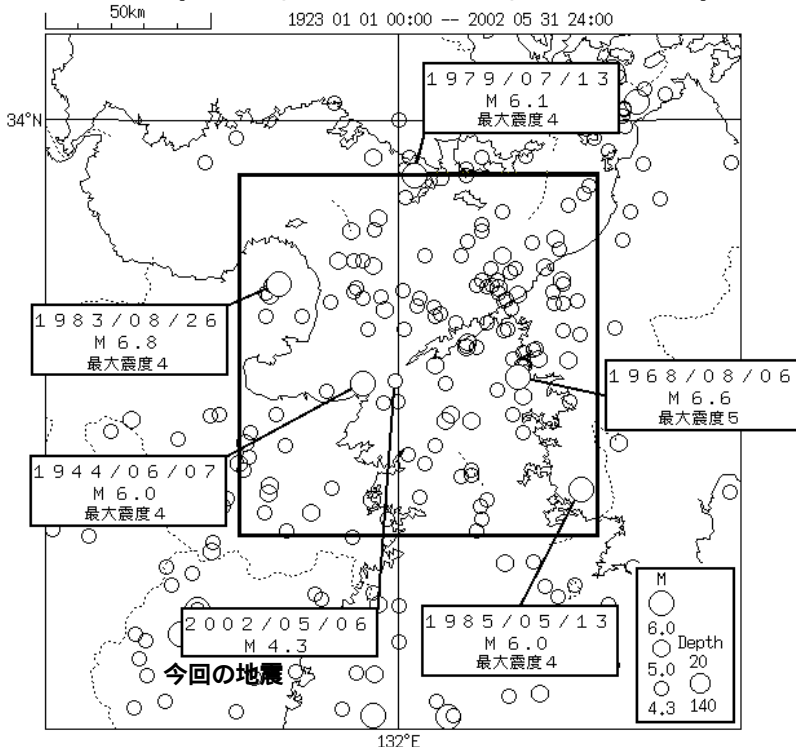 50km
1923 01 01 00:00 -- 2002 05 31 24:00
1979/07/13
M 6.1
最大震度4
34°N
1983/08/26
M 6.8
最大震度4
1968/08/06
M 6.6
最大震度5
1944/06/07
M 6.0
最大震度4
2002/05/06
M 4.3
今回の地震
1985/05/13
M 6.0
最大震度4
M
6.0 Depth
5.0 20
4.3 140
132°E